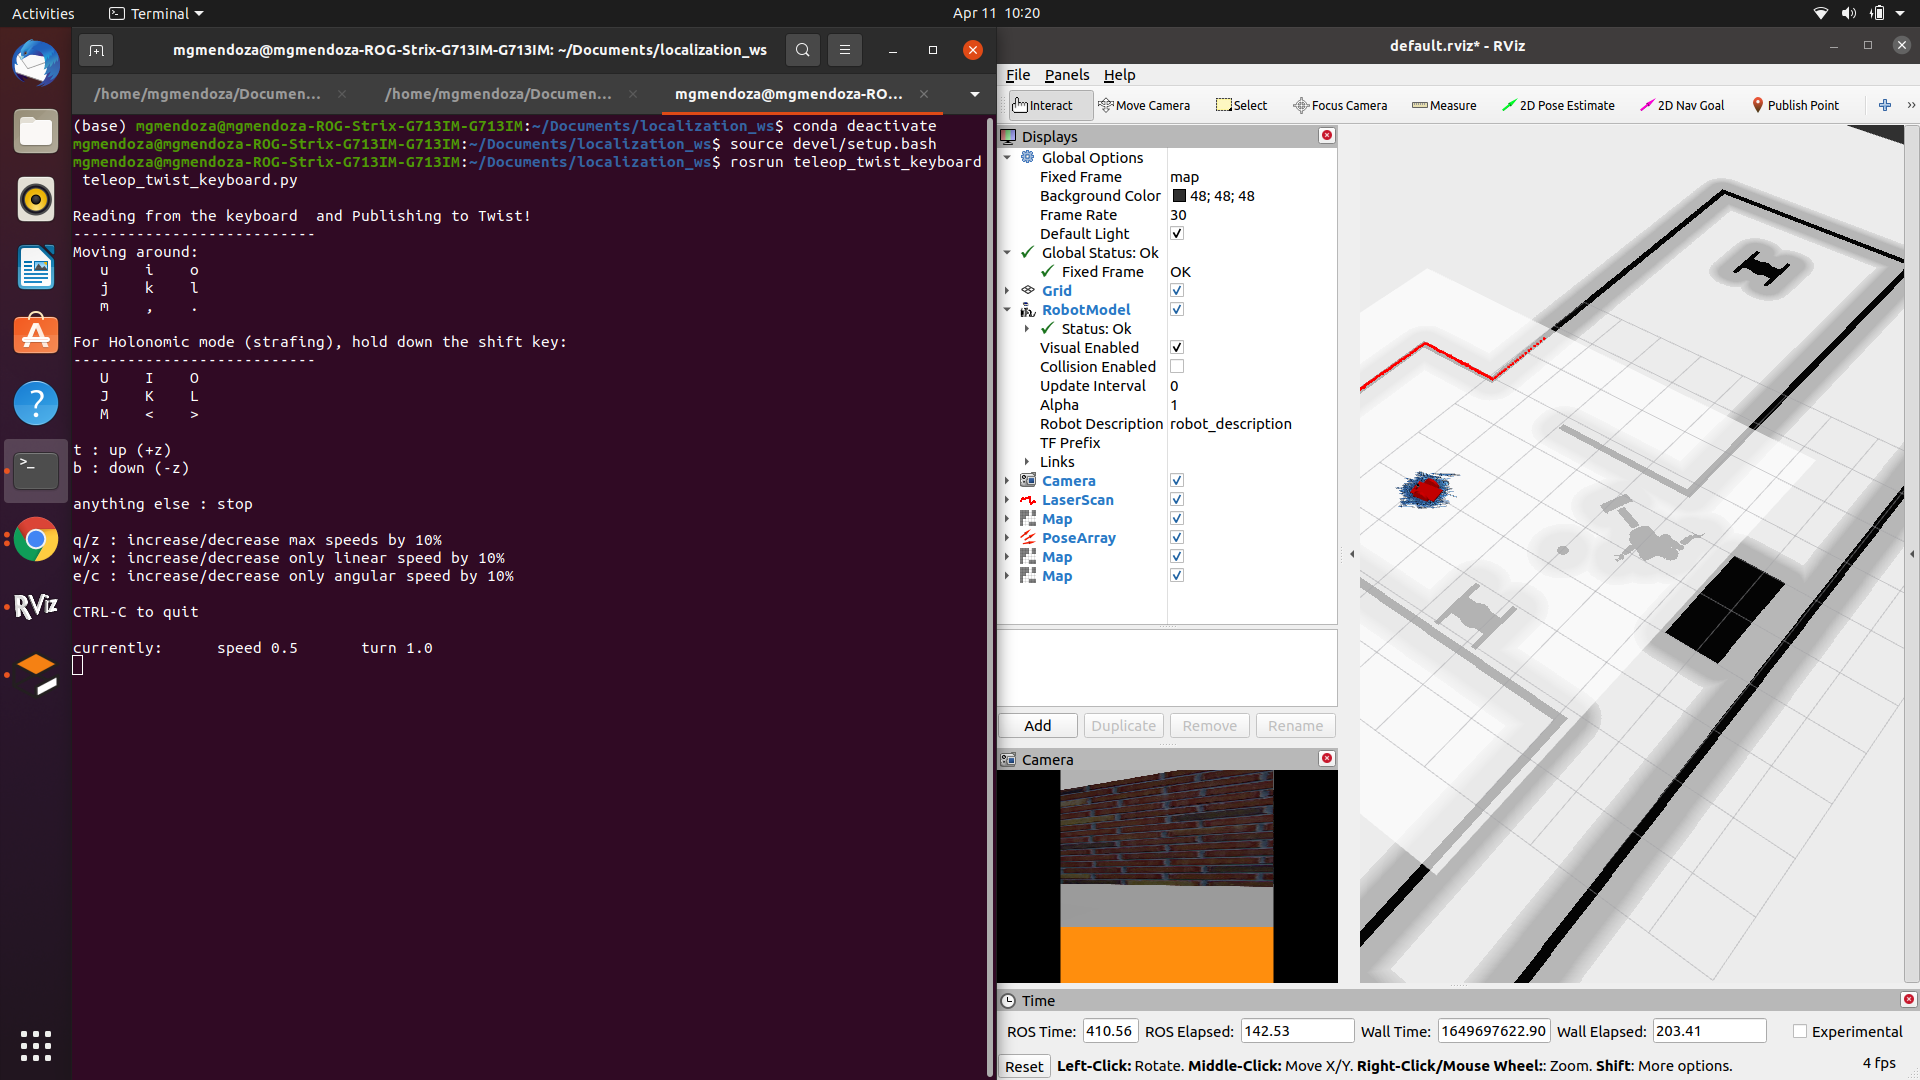 Activities
Terminal
Apr 11 10:20
mgmendoza@mgmendoza-ROG-Strix-G713IM-G713IM: ~/Documents/localization_ws
/home/mgmendoza/Documen...
/home/mgmendoza/Documen...
mgmendoza@mgmendoza-RO...
(base) mgmendoza@mgmendoza-ROG-Strix-G713IM-G713IM:~/Documents/localization_ws$ conda deactivate
mgmendoza@mgmendoza-ROG-Strix-G713IM-G713IM:~/Documents/localization_ws$ source devel/setup.bash
mgmendoza@mgmendoza-ROG-Strix-G713IM-G713IM:~/Documents/localization_ws$ rosrun teleop_twist_keyboard
teleop_twist_keyboard.py
Reading from the keyboard  and Publishing to Twist!
---------------------------
Moving around:
u    i    o
j    k    l
m    ,    .
For Holonomic mode (strafing), hold down the shift key:
---------------------------
U    I    O
J    K    L
M    <    >
t : up (+z)
b : down (-z)
anything else : stop
q/z : increase/decrease max speeds by 10%
w/x : increase/decrease only linear speed by 10%
e/c : increase/decrease only angular speed by 10%
CTRL-C to quit
currently:	speed 0.5	turn 1.0
RViz
default.rviz* - RViz
File Panels Help
Interact Move Camera Select Focus Camera Measure 2D Pose Estimate 2D Nav Goal Publish Point
Displays
Global Options
Fixed Frame map
Background Color 48; 48; 48
Frame Rate 30
Default Light
Global Status: Ok
Fixed Frame OK
Grid
RobotModel
Status: Ok
Visual Enabled
Collision Enabled
Update Interval 0
Alpha 1
Robot Description robot_description
TF Prefix
Links
Camera
LaserScan
Map
PoseArray
Map
Map
Add Duplicate Remove Rename
Camera
Time
ROS Time: 410.56 ROS Elapsed: 142.53 Wall Time: 1649697622.90 Wall Elapsed: 203.41 Experimental
Reset Left-Click: Rotate. Middle-Click: Move X/Y. Right-Click/Mouse Wheel:: Zoom. Shift: More options. 4 fps